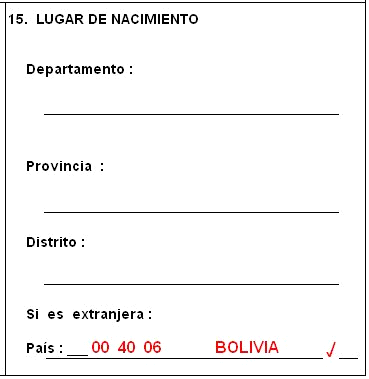 15. LUGAR DE NACIMIENTO
Departamento :
Provincia :
Distrito :
Si es extranjera :
País : 00 40 06 BOLIVIA √